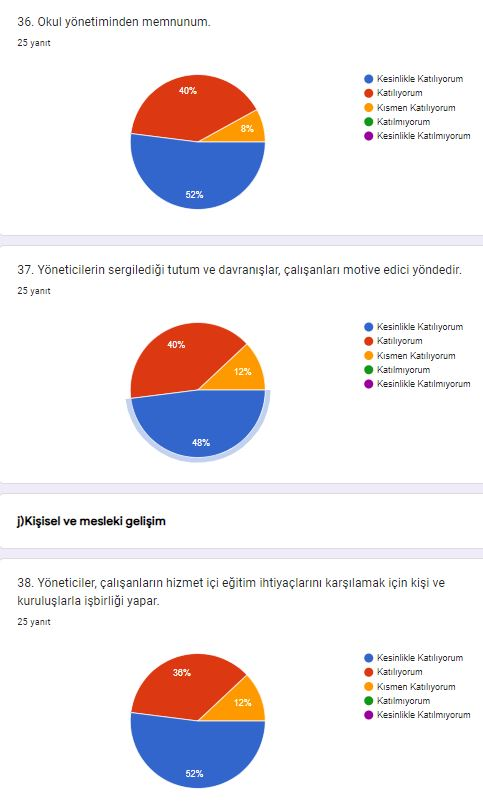 36. Okul yönetiminden memnunum.
25 yanıt
40%
8%
52%
Kesinlikle Katılıyorum
Katılıyorum
Kısmen Katılıyorum
Katılmıyorum
Kesinlikle Katılmıyorum
37. Yöneticilerin sergilediği tutum ve davranışlar, çalışanları motive edici yöndedir.
25 yanıt
40%
12%
48%
Kesinlikle Katılıyorum
Katılıyorum
Kısmen Katılıyorum
Katılmıyorum
Kesinlikle Katılmıyorum
j)Kişisel ve mesleki gelişim
38. Yöneticiler, çalışanların hizmet içi eğitim ihtiyaçlarını karşılamak için kişi ve
kuruluşlarla işbirliği yapar.
25 yanıt
36%
12%
52%
Kesinlikle Katılıyorum
Katılıyorum
Kısmen Katılıyorum
Katılmıyorum
Kesinlikle Katılmıyorum